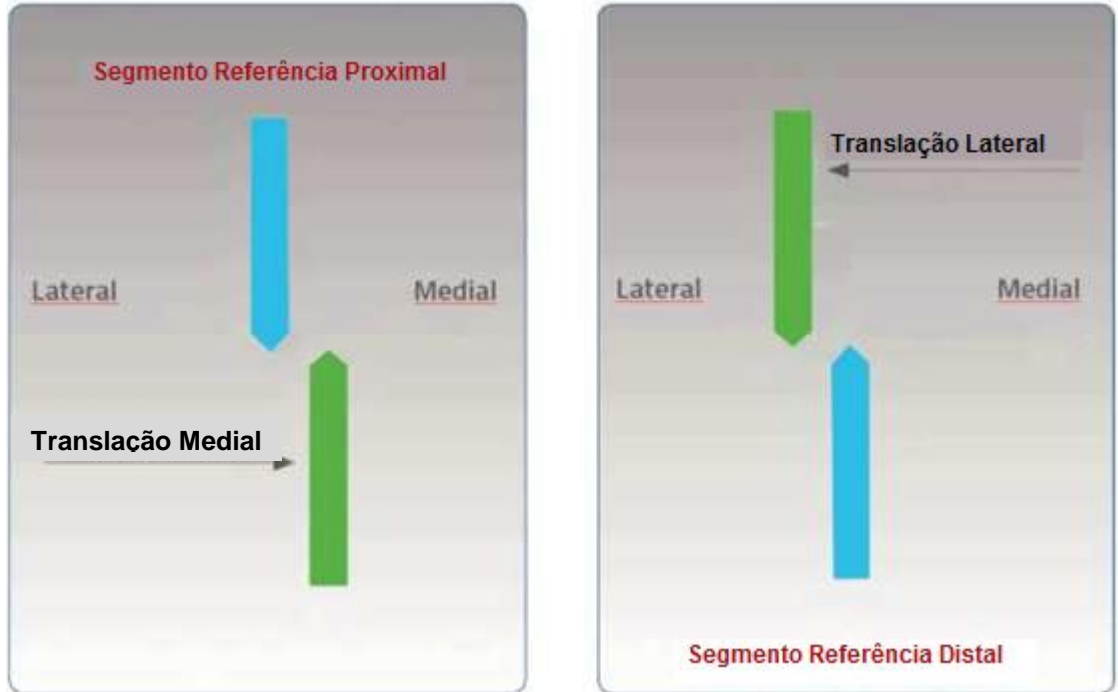 Segmento Referência Proximal
Lateral
Medial
Translação Medial
Translação Lateral
Lateral
Medial
Segmento Referência Distal